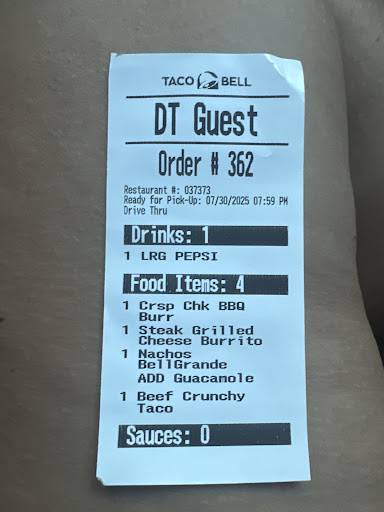 TACO BELL
DT Guest
Order # 362
Restaurant #: 037373
Ready for Pick-Up: 07/30/2025 07:59 PM
Drive Thru
Drinks: 1
1 LRG PEPSI
Food Items: 4
1 Crsp Chk BBQ
Burr
1 Steak Grilled
Cheese Burrito
1 Nachos
BellGrande
ADD Guacamole
1 Beef Crunchy
Taco
Sauces: 0